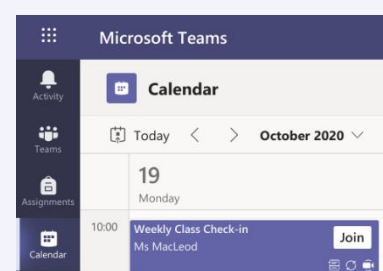 Microsoft Teams
Activity
Teams
Assignments
Calendar
Calendar
Today
October 2020
19
Monday
10:00
Weekly Class Check-in
Ms MacLeod
Join